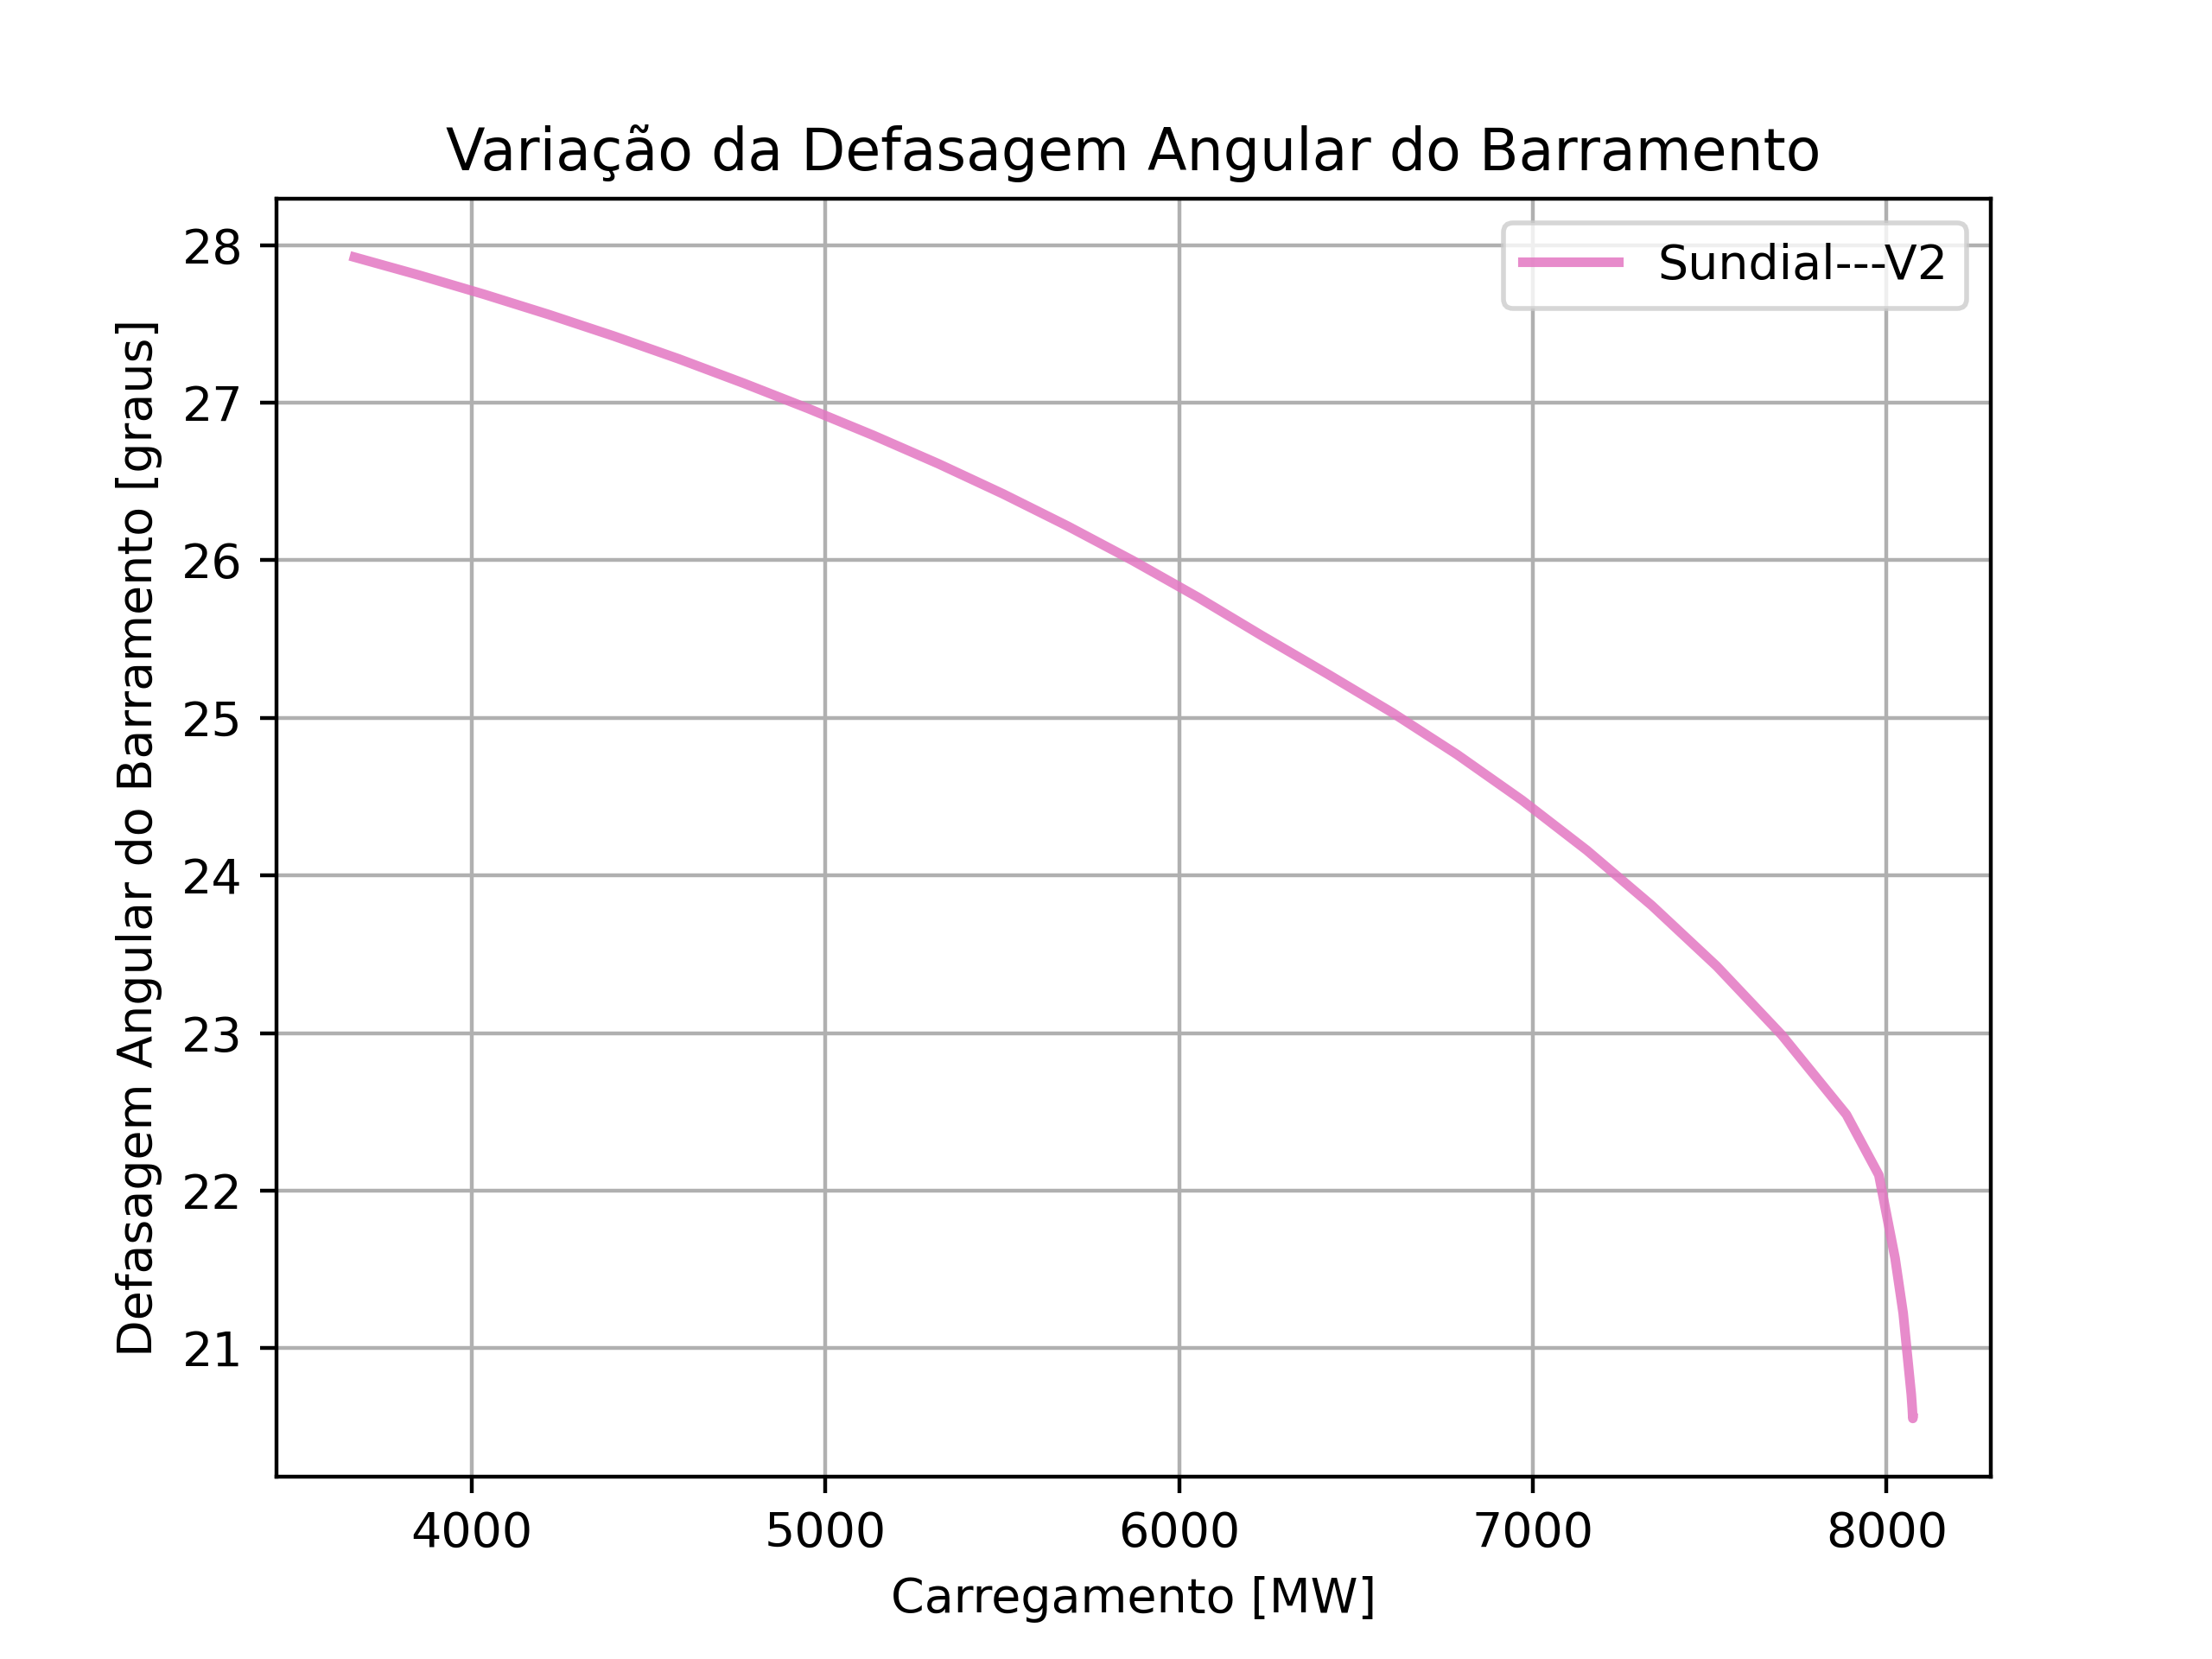 Variação da Defasagem Angular do Barramento
Sundial---V2
Defasagem Angular do Barramento [graus]
28
27
26
25
24
23
22
21
4000 5000 6000 7000 8000
Carregamento [MW]